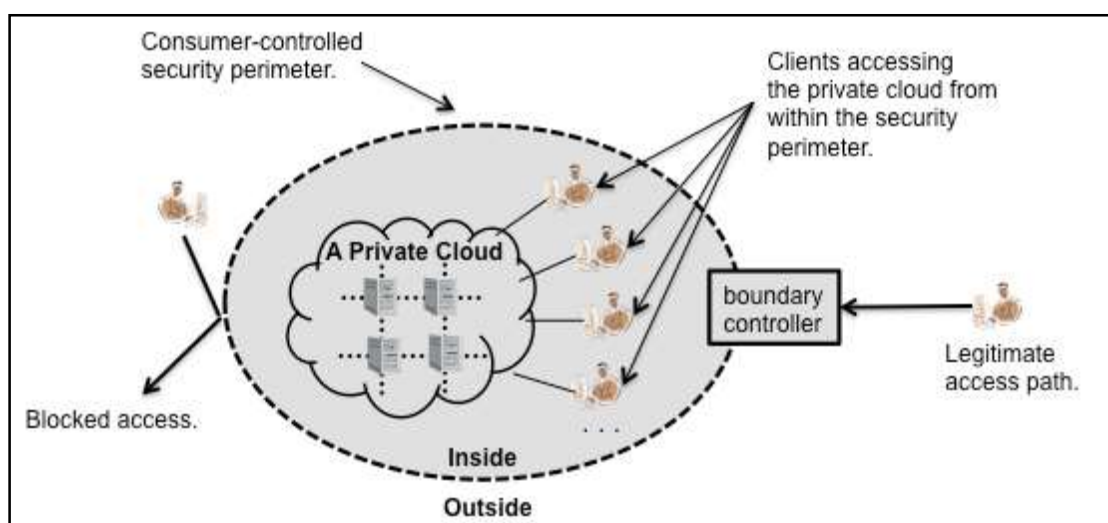 Consumer-controlled
security perimeter.
Clients accessing
the private cloud from
within the security
perimeter.
A Private Cloud
boundary
controller
Legitimate
access path.
Blocked access.
. . .
Inside
Outside